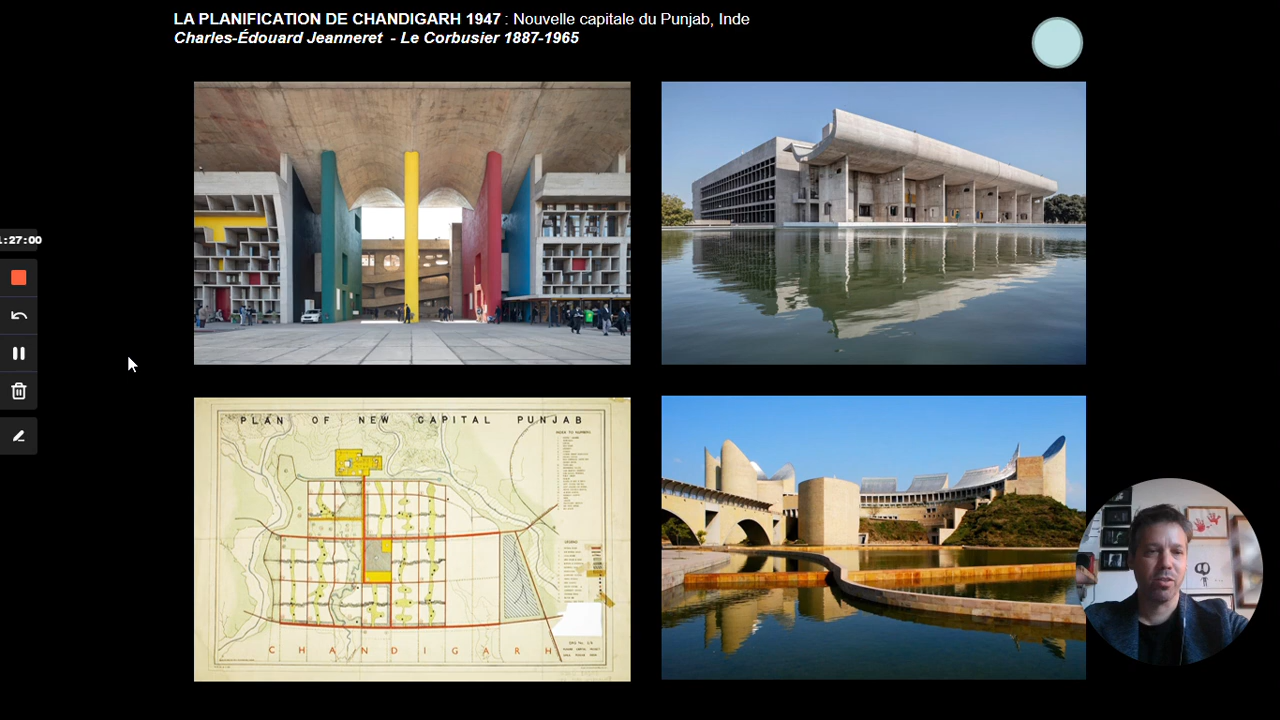 LA PLANIFICATION DE CHANDIGARH 1947 : Nouvelle capitale du Punjab, Inde
Charles-Édouard Jeanneret - Le Corbusier 1887-1965
:27:00
PLAN OF NEW CAPITAL PUNJAB
CHANDIGARH